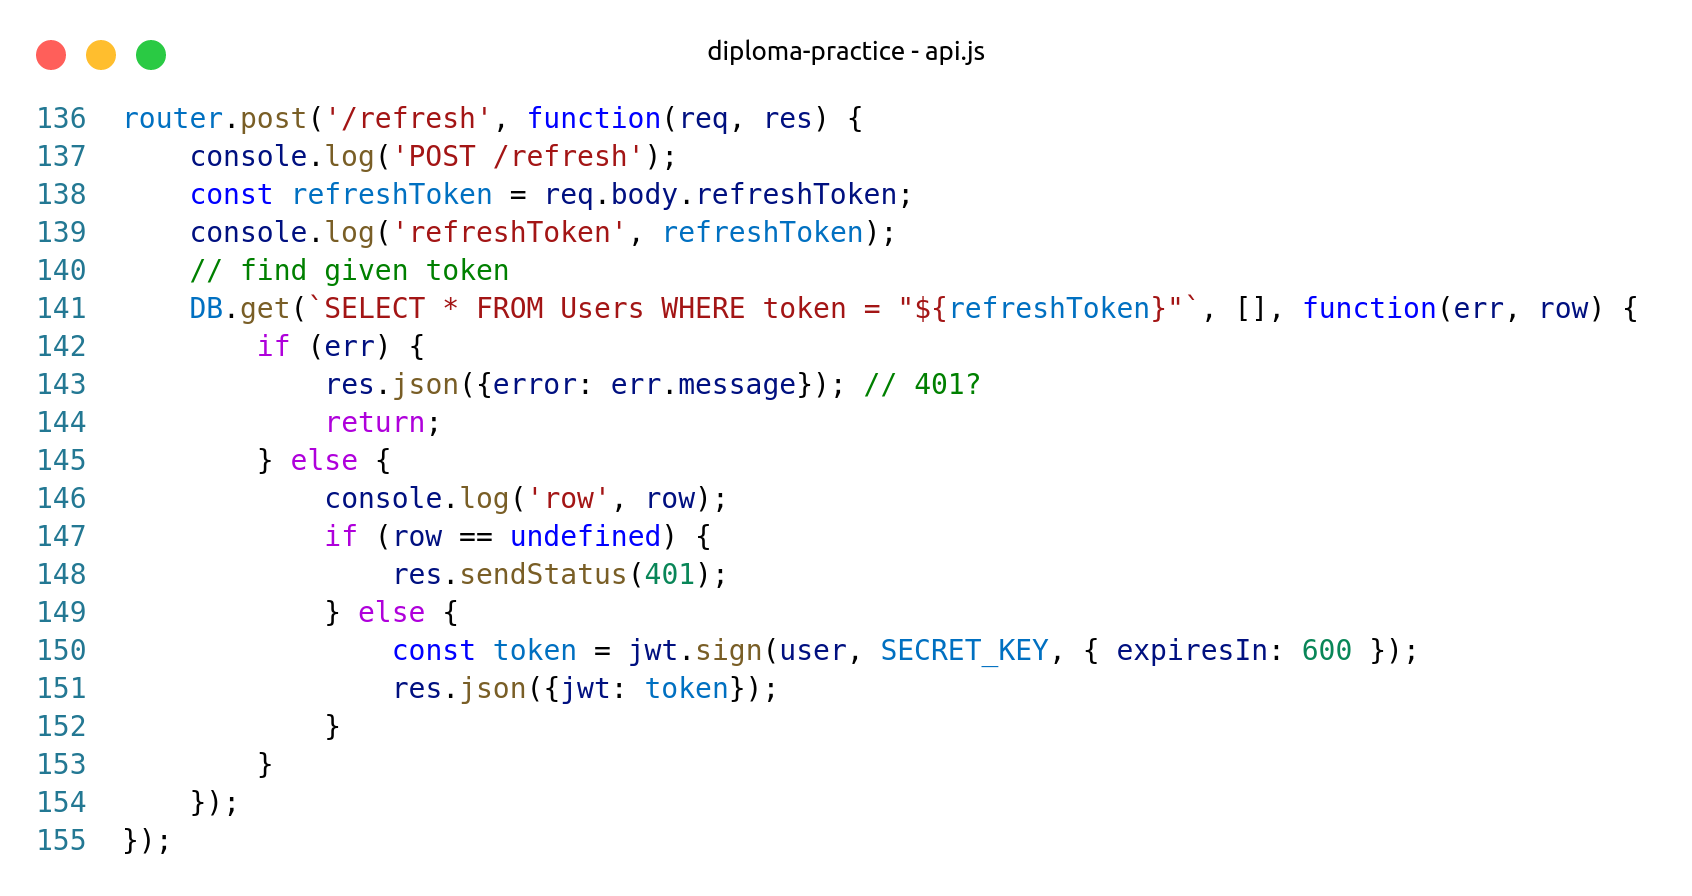 diploma-practice - api.js
136 router.post('/refresh', function(req, res) {
137     console.log('POST /refresh');
138     const refreshToken = req.body.refreshToken;
139     console.log('refreshToken', refreshToken);
140     // find given token
141     DB.get(`SELECT * FROM Users WHERE token = "${refreshToken}"`, [], function(err, row) {
142         if (err) {
143             res.json({error: err.message}); // 401?
144             return;
145         } else {
146             console.log('row', row);
147             if (row == undefined) {
148                 res.sendStatus(401);
149             } else {
150                 const token = jwt.sign(user, SECRET_KEY, { expiresIn: 600 });
151                 res.json({jwt: token});
152             }
153         }
154     });
155 });